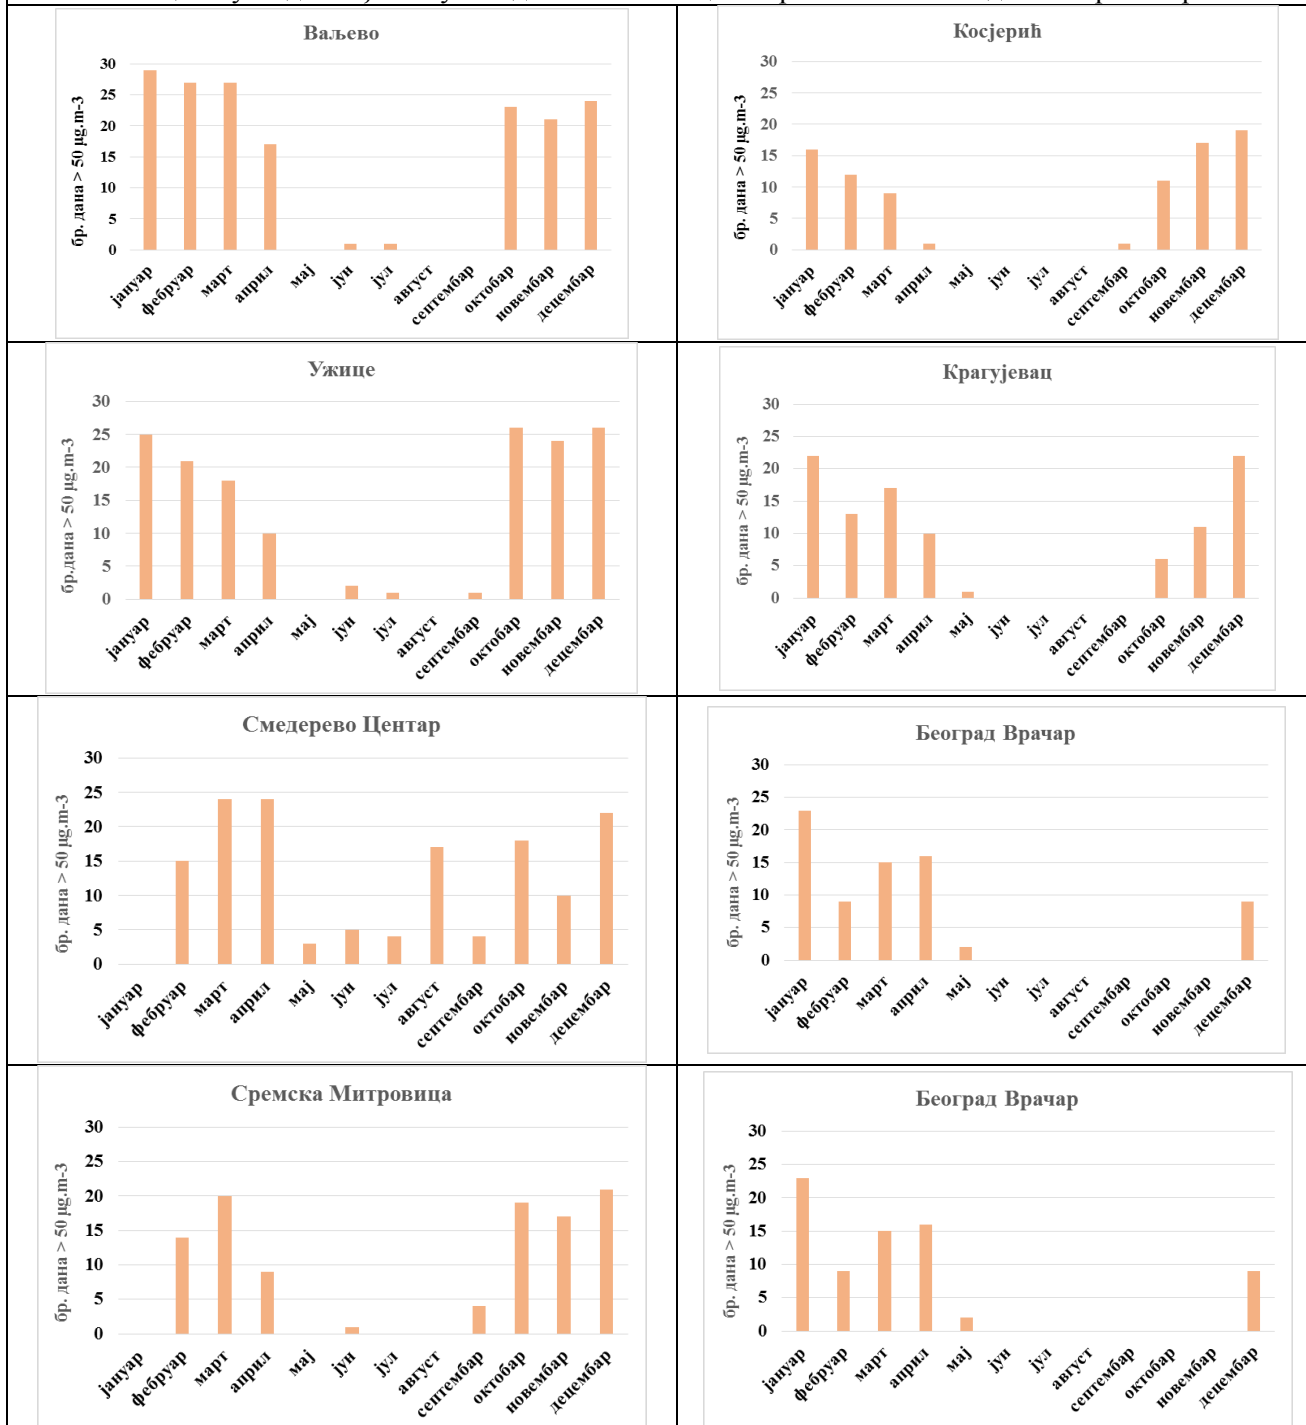 Ваљево
бр. дана > 50 µg.m-3
30
25
20
15
10
5
0
јануар
фебруар
март
април
мај
јун
јул
август
септембар
октобар
новембар
децембар
Косјерић
бр. дана > 50 µg.m-3
30
25
20
15
10
5
0
јануар
фебруар
март
април
мај
јун
јул
август
септембар
октобар
новембар
децембар
Ужице
бр.дана > 50 µg.m-3
30
25
20
15
10
5
0
јануар
фебруар
март
април
мај
јун
јул
август
септембар
октобар
новембар
децембар
Крагујевац
бр. дана > 50 µg.m-3
30
25
20
15
10
5
0
јануар
фебруар
март
април
мај
јун
јул
август
септембар
октобар
новембар
децембар
Смедерево Центар
бр. дана > 50 µg.m-3
30
25
20
15
10
5
0
јануар
фебруар
март
април
мај
јун
јул
август
септембар
октобар
новембар
децембар
Београд Врачар
бр. дана > 50 µg.m-3
30
25
20
15
10
5
0
јануар
фебруар
март
април
мај
јун
јул
август
септембар
октобар
новембар
децембар
Сремска Митровица
бр. дана > 50 µg.m-3
30
25
20
15
10
5
0
јануар
фебруар
март
април
мај
јун
јул
август
септембар
октобар
новембар
децембар
Београд Врачар
бр. дана > 50 µg.m-3
30
25
20
15
10
5
0
јануар
фебруар
март
април
мај
јун
јул
август
септембар
октобар
новембар
децембар